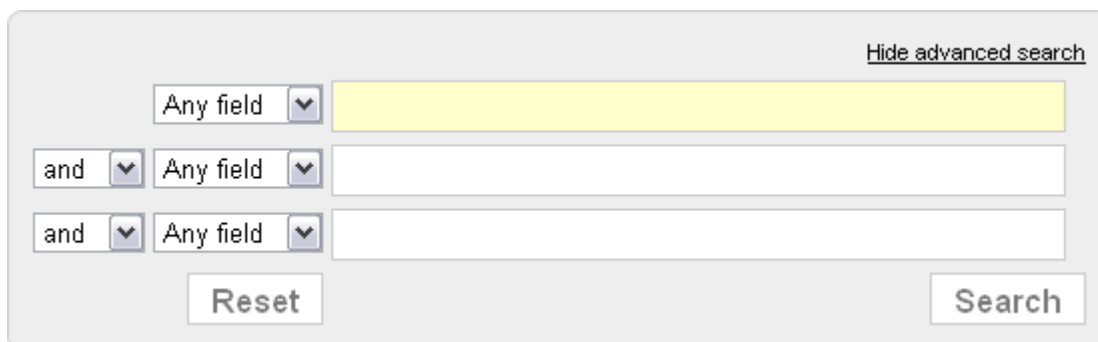 Hide advanced search
Any field
and Any field
and Any field
Reset Search